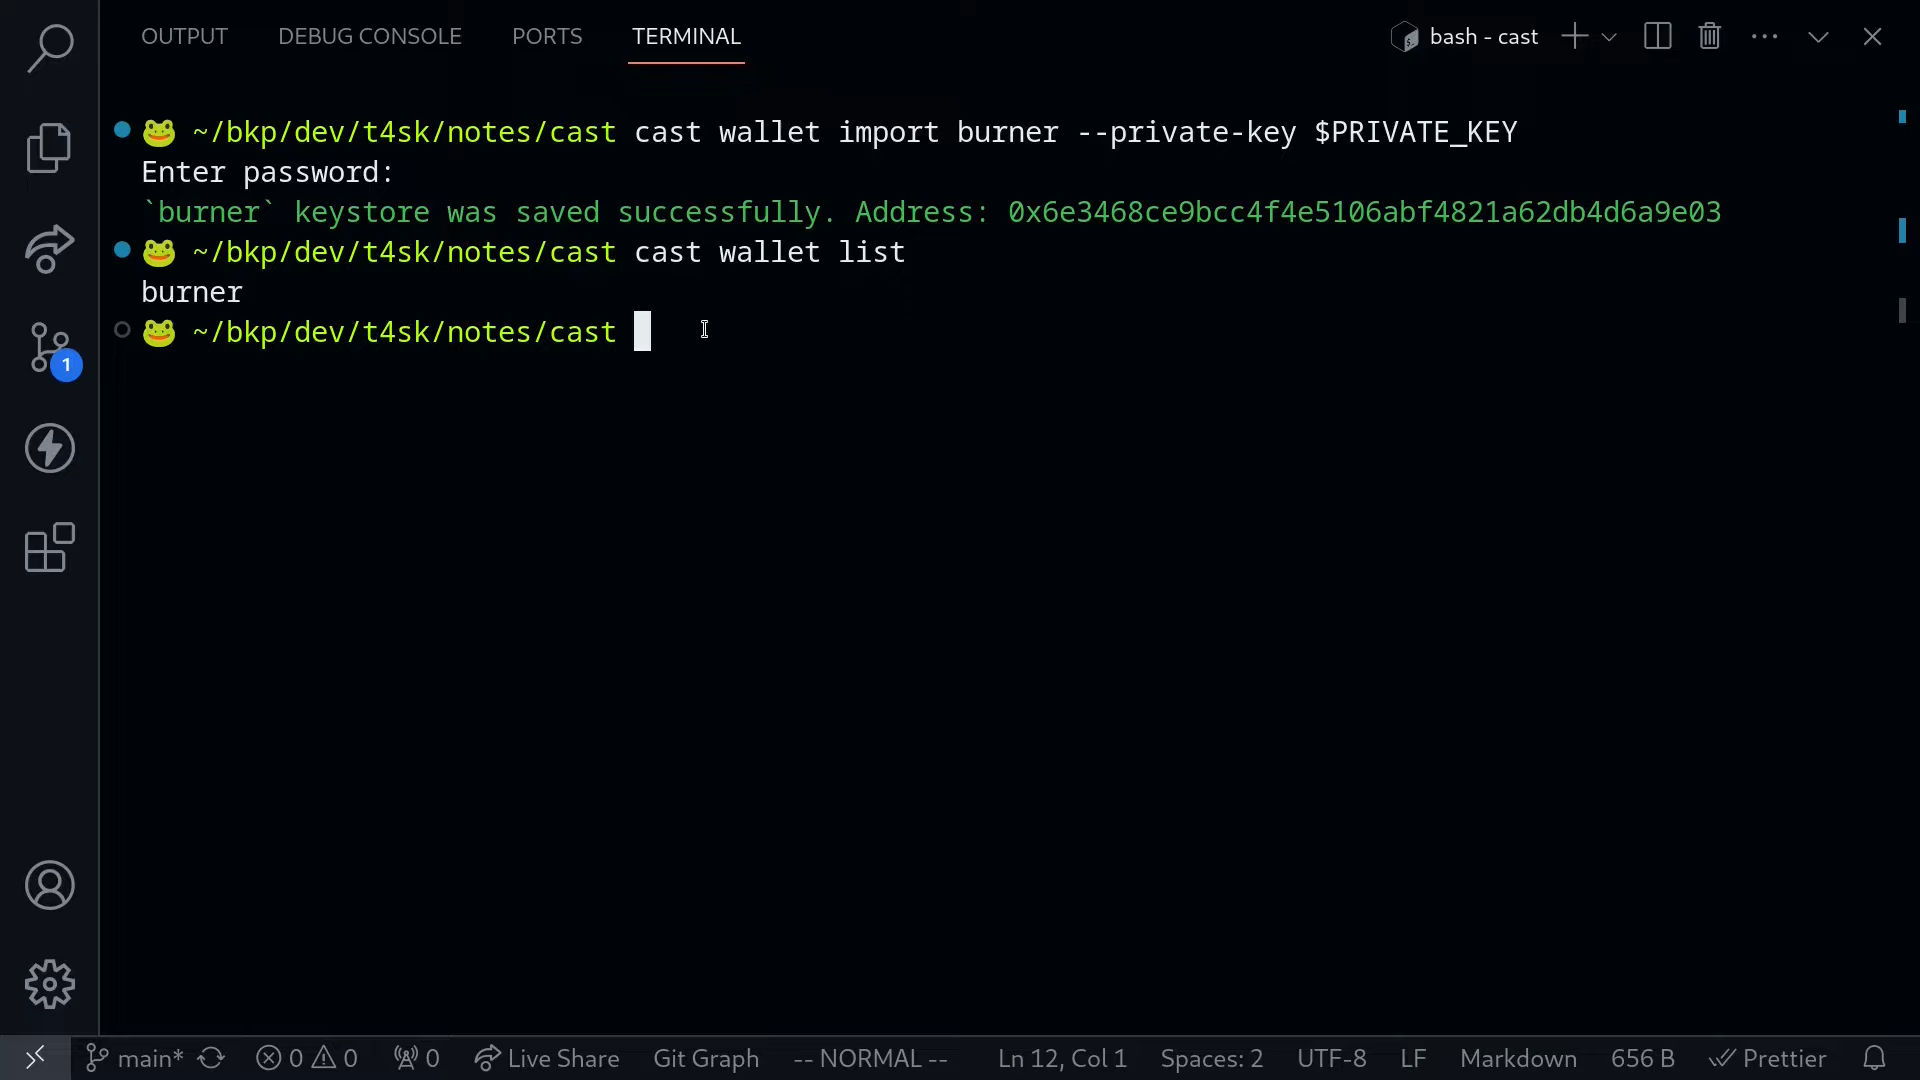 OUTPUT DEBUG CONSOLE PORTS TERMINAL bash - cast
🐸 ~/bkp/dev/t4sk/notes/cast cast wallet import burner --private-key $PRIVATE_KEY
Enter password:
`burner` keystore was saved successfully. Address: 0x6e3468ce9bcc4f4e5106abf4821a62db4d6a9e03
🐸 ~/bkp/dev/t4sk/notes/cast cast wallet list
burner
🐸 ~/bkp/dev/t4sk/notes/cast
1
main* 0 0 0 Live Share Git Graph -- NORMAL -- Ln 12, Col 1 Spaces: 2 UTF-8 LF Markdown 656 B Prettier